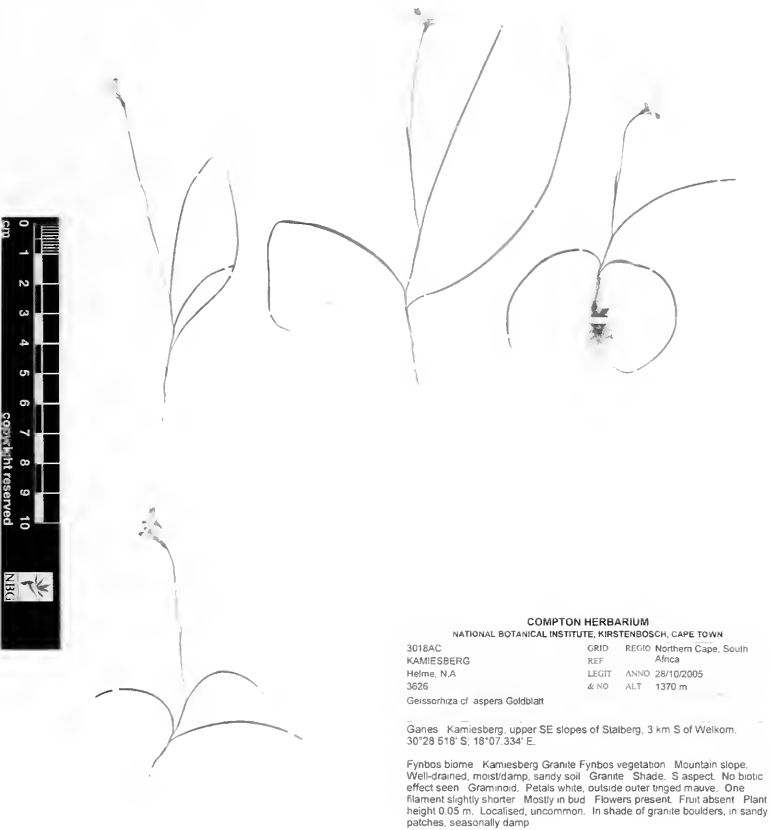 cm
0
1
2
3
4
5
6
7
8
9
10
copyright reserved
NBG
COMPTON HERBARIUM
NATIONAL BOTANICAL INSTITUTE, KIRSTENBOSCH, CAPE TOWN
3018AC GRID REGIO Northern Cape, South
KAMIESBERG REF Africa
Helme, N.A LEGIT ANNO 28/10/2005
3626 & NO ALT 1370 m
Geissorhiza cf aspera Goldblatt
Ganes Kamiesberg, upper SE slopes of Stalberg, 3 km S of Welkom.
30°28 518' S; 18°07.334' E.
Fynbos biome Kamiesberg Granite Fynbos vegetation Mountain slope.
Well-drained, moist/damp, sandy soil Granite Shade. S aspect. No biotic
effect seen Graminoid. Petals white, outside outer tinged mauve. One
filament slightly shorter Mostly in bud Flowers present. Fruit absent Plant
height 0.05 m. Localised, uncommon. In shade of granite boulders, in sandy
patches, seasonally damp